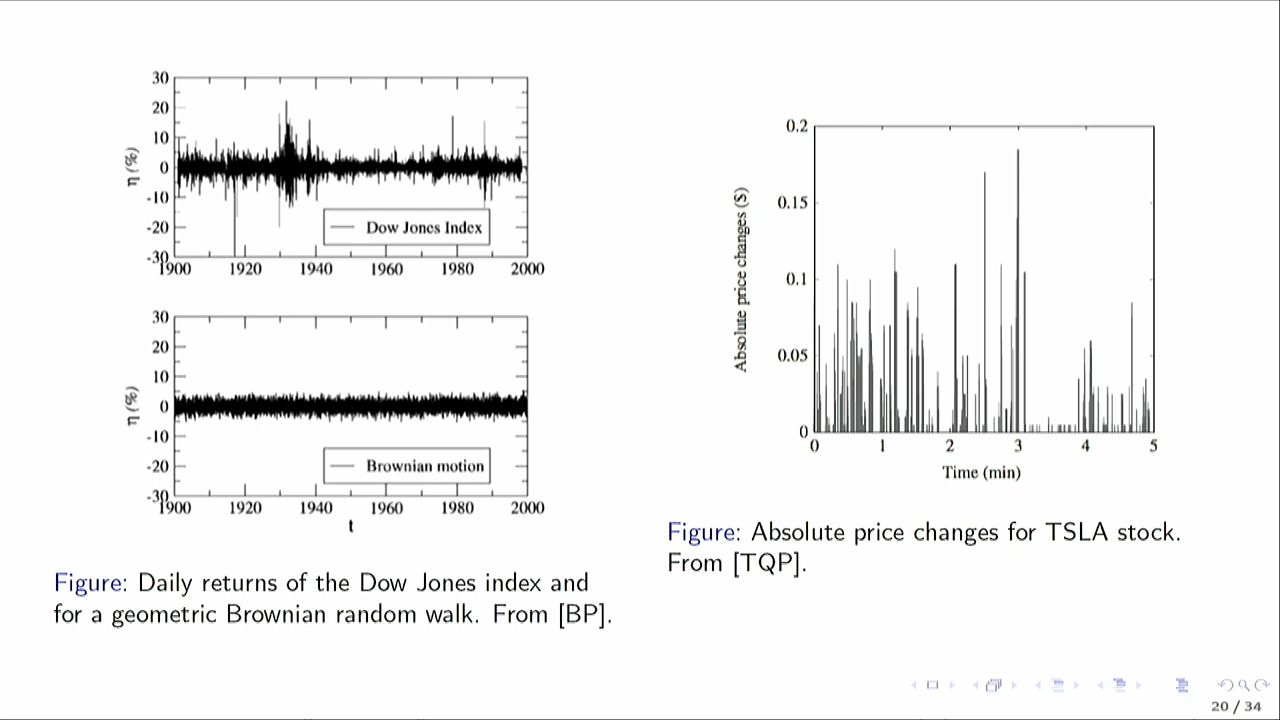 30
20
10
0
-10
-20
-30
η (%)
Dow Jones Index
1900 1920 1940 1960 1980 2000
30
20
10
0
-10
-20
-30
η (%)
Brownian motion
1900 1920 1940 1960 1980 2000
t
Figure: Daily returns of the Dow Jones index and
for a geometric Brownian random walk. From [BP].
0.2
0.15
0.1
0.05
0
Absolute price changes ($)
0 1 2 3 4 5
Time (min)
Figure: Absolute price changes for TSLA stock.
From [TQP].
20 / 34